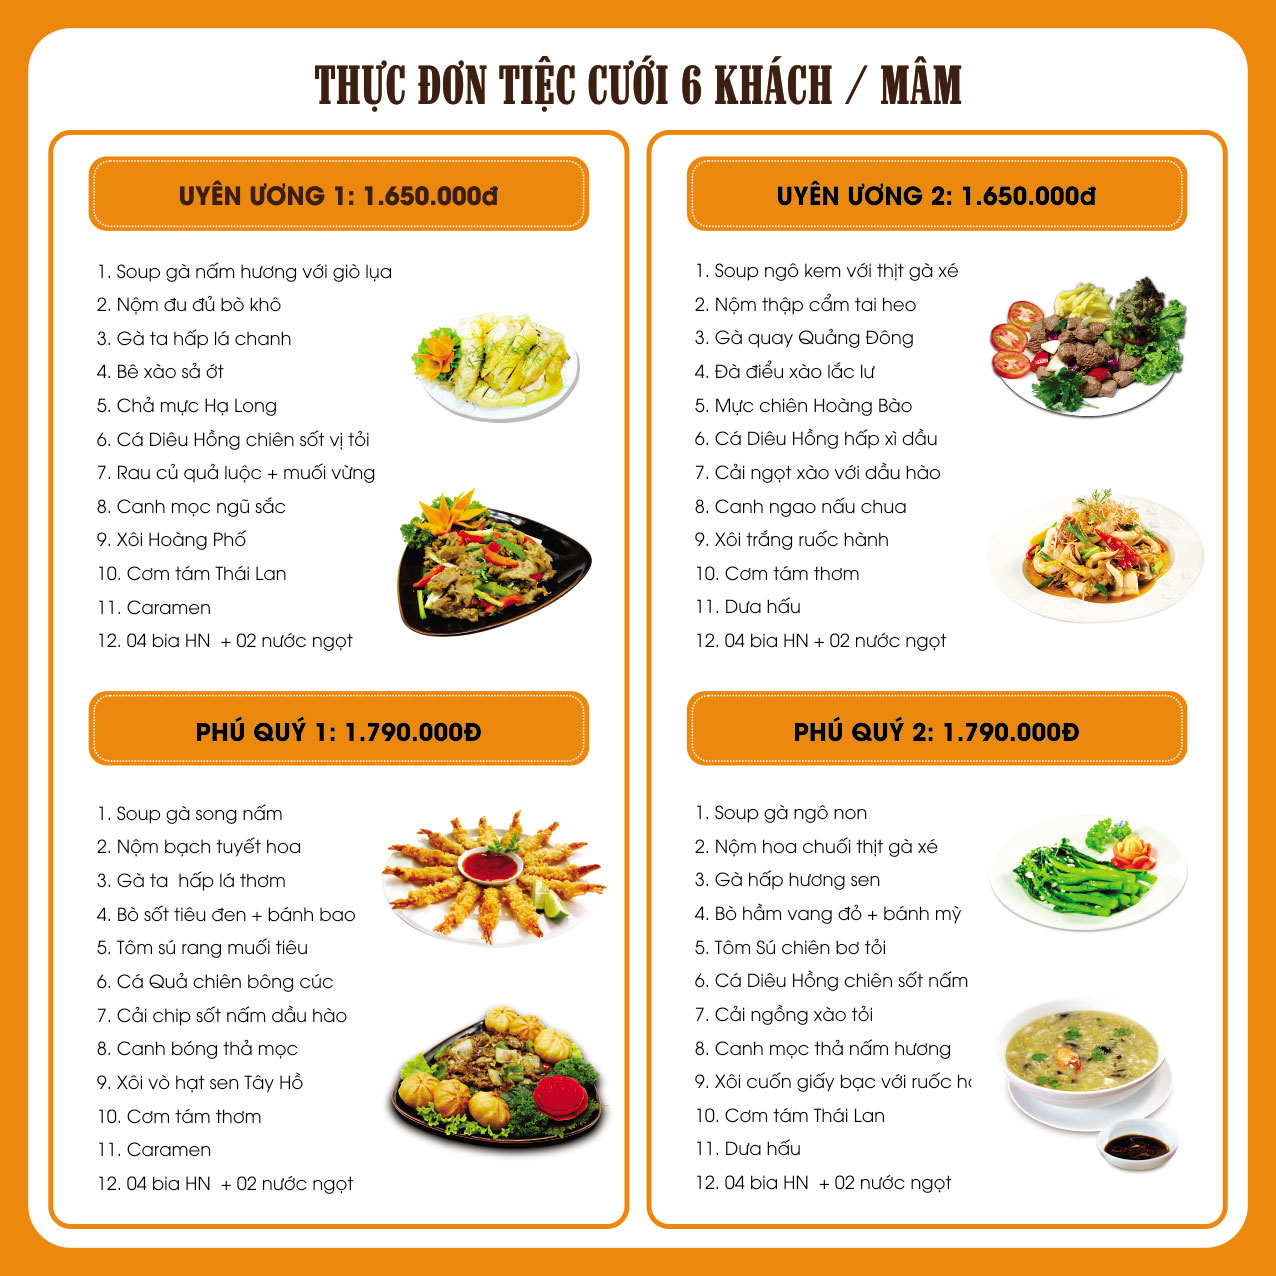 THỰC ĐƠN TIỆC CƯỚI 6 KHÁCH / MÂM
UYÊN ƯƠNG 1: 1.650.000đ
1. Soup gà nấm hương với giò lụa
2. Nộm đu đủ bò khô
3. Gà ta hấp lá chanh
4. Bê xào sả ớt
5. Chả mực Hạ Long
6. Cá Diêu Hồng chiên sốt vị tỏi
7. Rau củ quả luộc + muối vừng
8. Canh mọc ngũ sắc
9. Xôi Hoàng Phố
10. Cơm tám Thái Lan
11. Caramen
12. 04 bia HN + 02 nước ngọt
UYÊN ƯƠNG 2: 1.650.000đ
1. Soup ngô kem với thịt gà xé
2. Nộm thập cẩm tai heo
3. Gà quay Quảng Đông
4. Đà điểu xào lắc lư
5. Mực chiên Hoàng Bào
6. Cá Diêu Hồng hấp xì dầu
7. Cải ngọt xào với dầu hào
8. Canh ngao nấu chua
9. Xôi trắng ruốc hành
10. Cơm tám thơm
11. Dưa hấu
12. 04 bia HN + 02 nước ngọt
PHÚ QUÝ 1: 1.790.000Đ
1. Soup gà song nấm
2. Nộm bạch tuyết hoa
3. Gà ta hấp lá thơm
4. Bò sốt tiêu đen + bánh bao
5. Tôm sú rang muối tiêu
6. Cá Quả chiên bông cúc
7. Cải chip sốt nấm dầu hào
8. Canh bóng thả mọc
9. Xôi vò hạt sen Tây Hồ
10. Cơm tám thơm
11. Caramen
12. 04 bia HN + 02 nước ngọt
PHÚ QUÝ 2: 1.790.000Đ
1. Soup gà ngô non
2. Nộm hoa chuối thịt gà xé
3. Gà hấp hương sen
4. Bò hầm vang đỏ + bánh mỳ
5. Tôm Sú chiên bơ tỏi
6. Cá Diêu Hồng chiên sốt nấm
7. Cải ngồng xào tỏi
8. Canh mọc thả nấm hương
9. Xôi cuốn giấy bạc với ruốc
10. Cơm tám Thái Lan
11. Dưa hấu
12. 04 bia HN + 02 nước ngọt